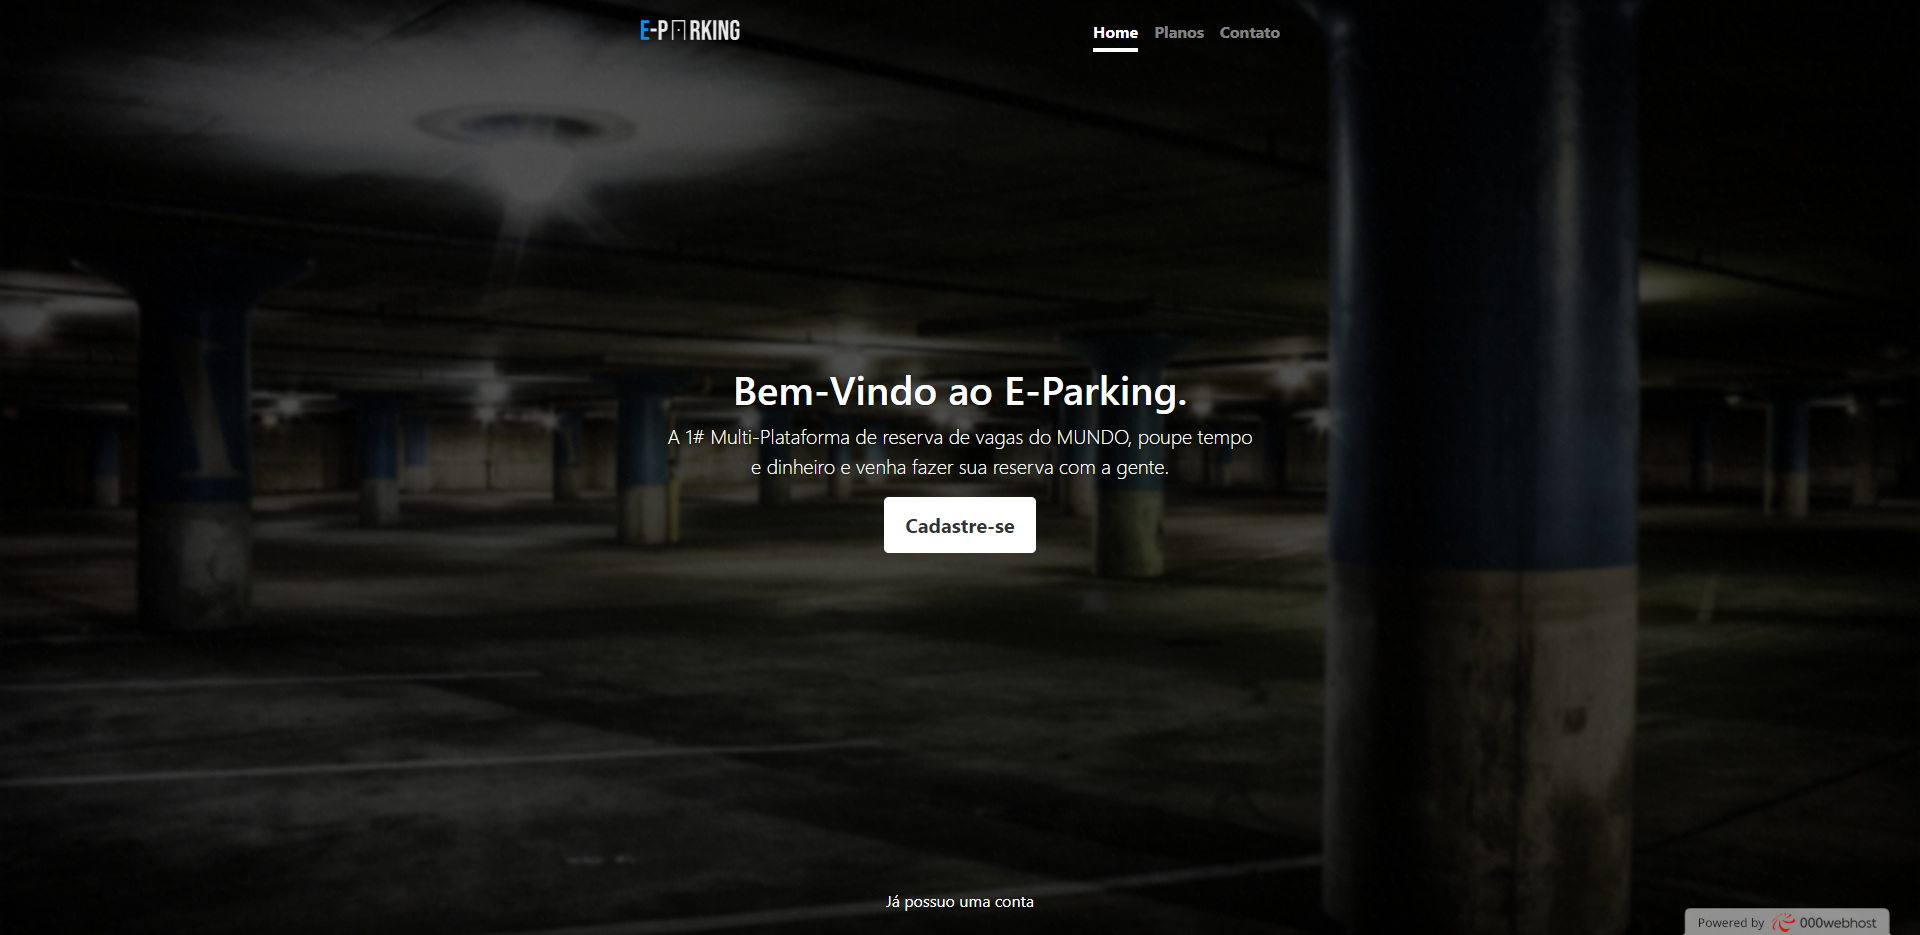 E-PARKING
Home Planos Contato
Bem-Vindo ao E-Parking.
A 1# Multi-Plataforma de reserva de vagas do MUNDO, poupe tempo
e dinheiro e venha fazer sua reserva com a gente.
Cadastre-se
Já possuo uma conta
Powered by 000webhost